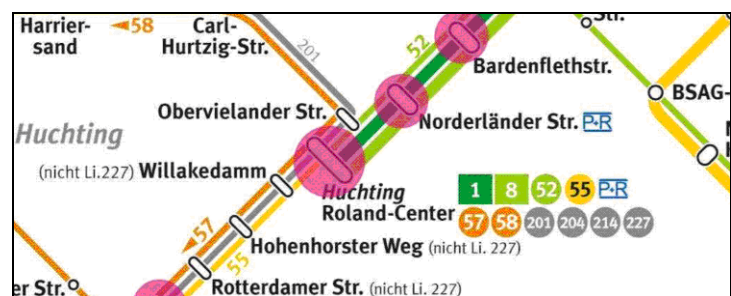 Harrier-
sand
58
Carl-
Hurtzig-Str.
201
52
Bardenflethstr.
BSAG-
Obervielander Str.
Norderländer Str. P+R
Huchting
(nicht Li.227) Willakedamm
Huchting
Roland-Center
1 8 52 55 P+R
57 58 201 204 214 227
57
55
Hohenhorster Weg (nicht Li. 227)
er Str.
Rotterdamer Str. (nicht Li. 227)